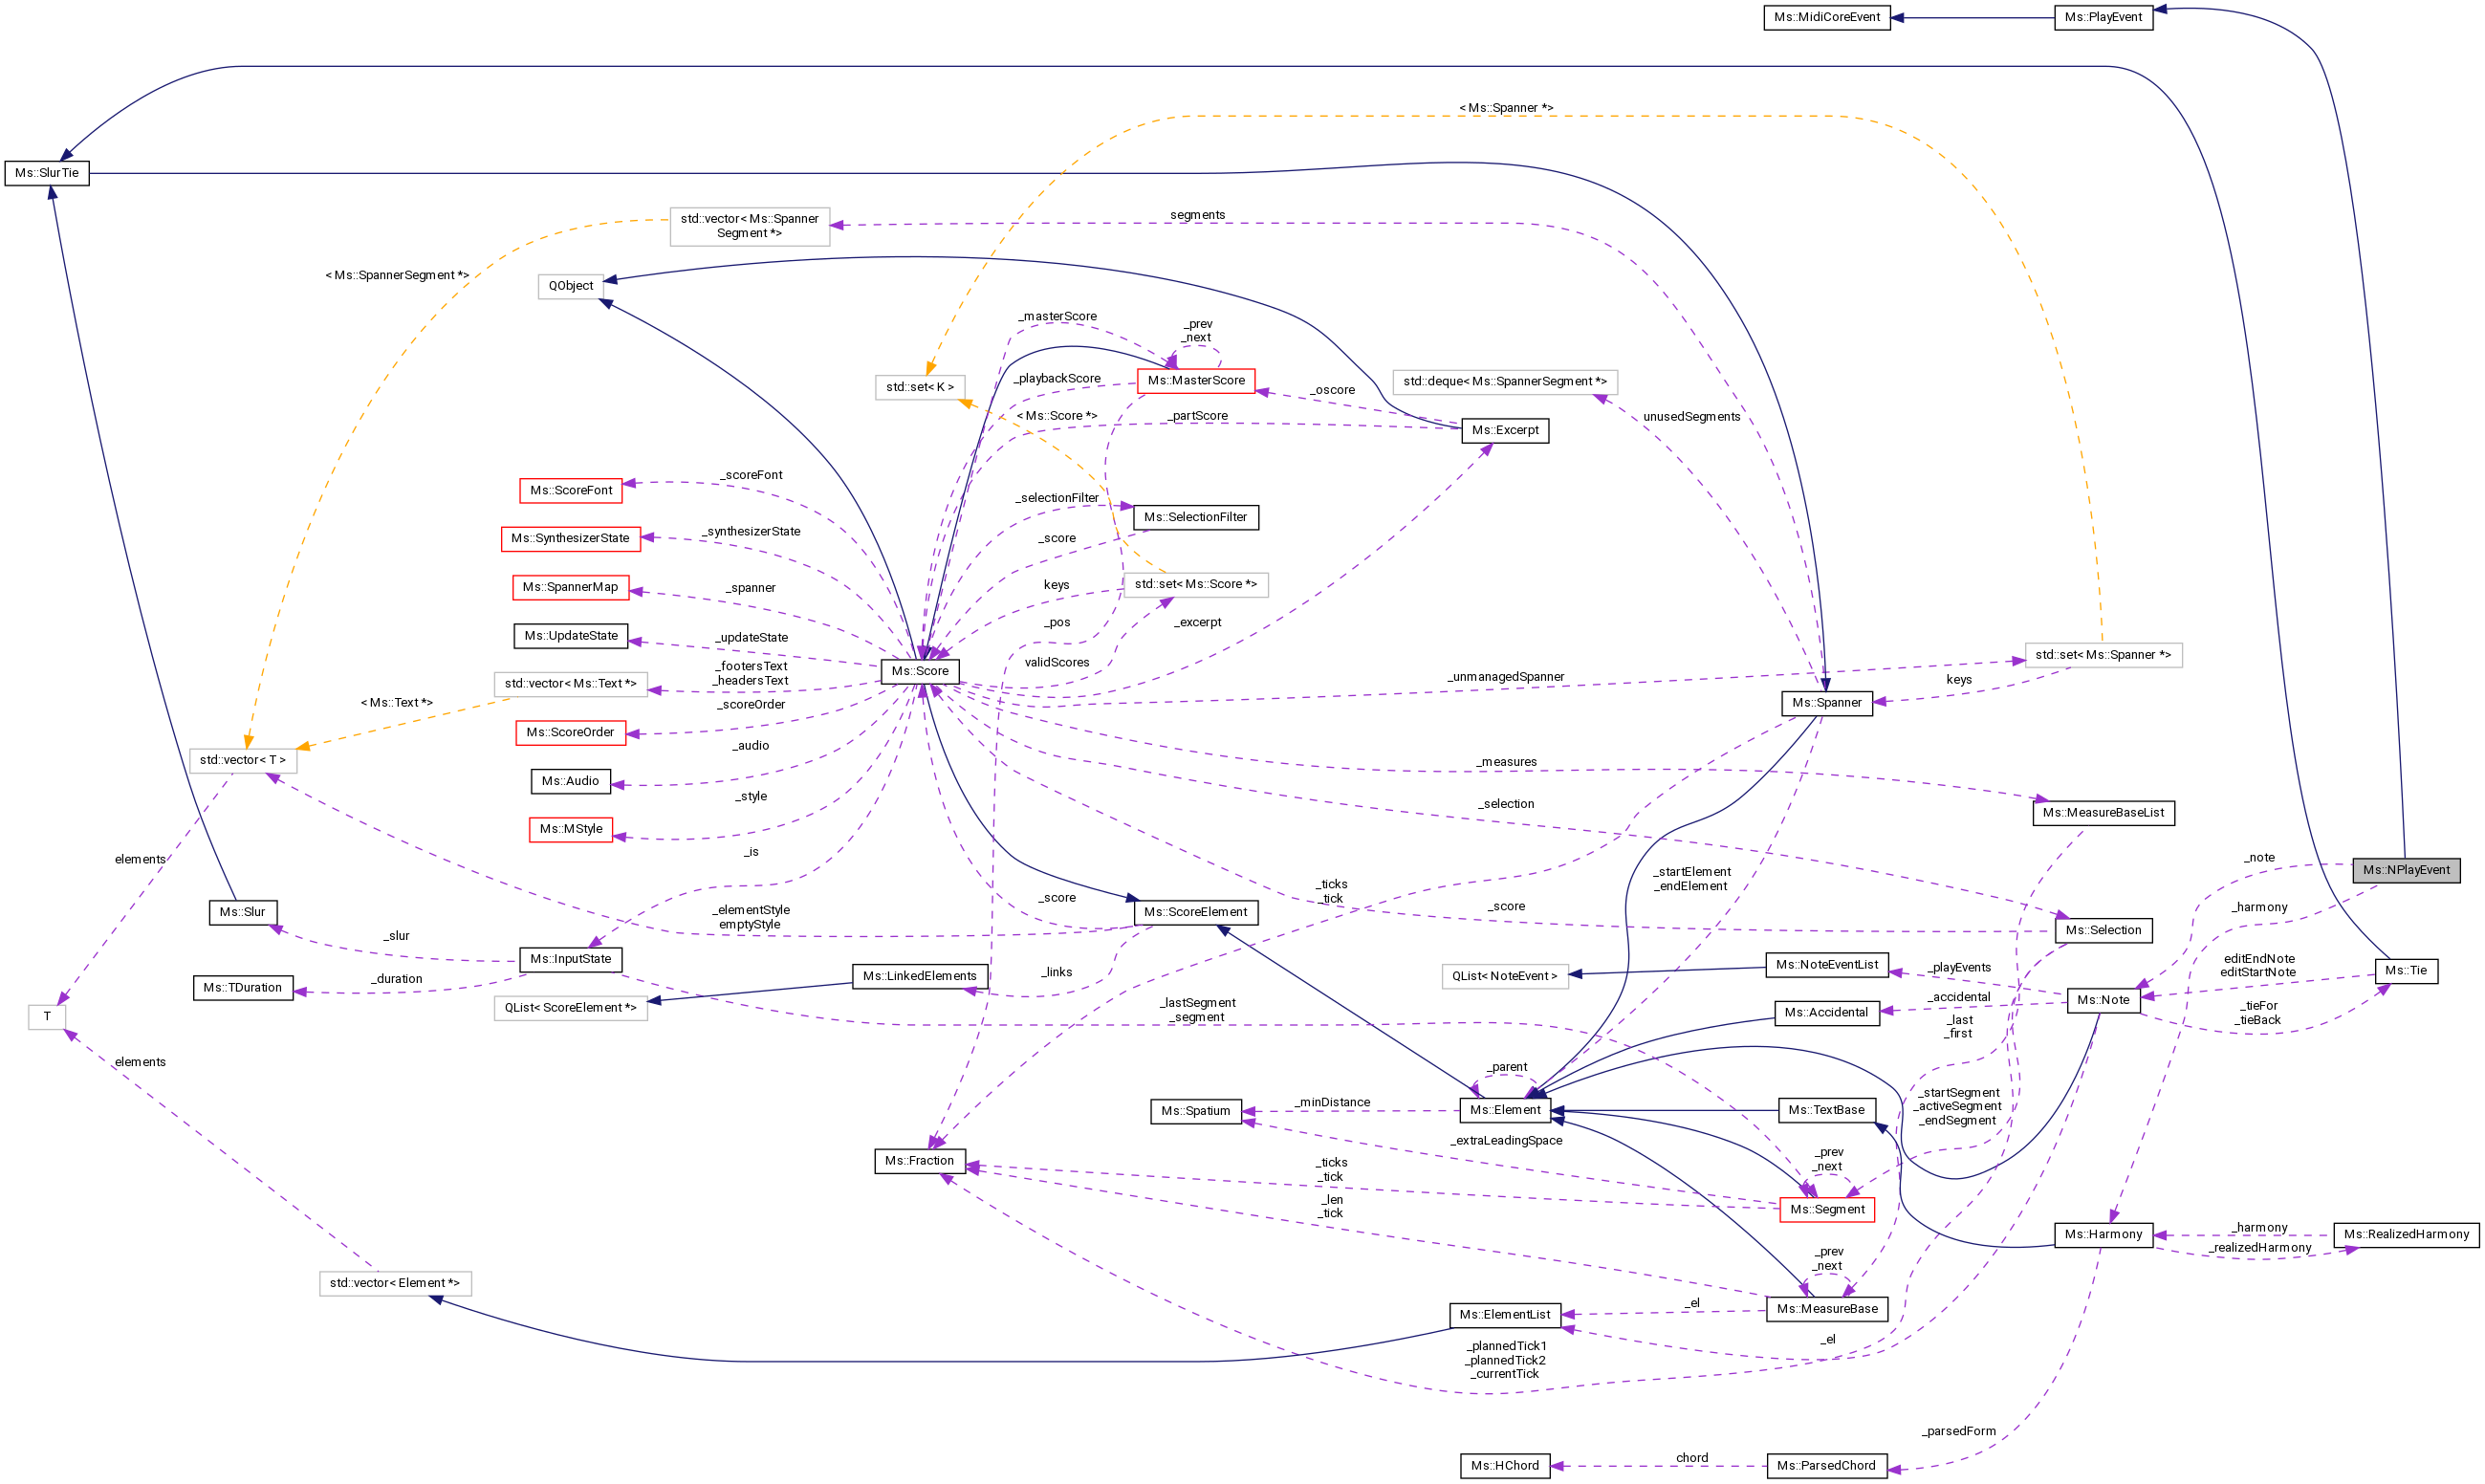 Ms::MidiCoreEvent
Ms::PlayEvent
< Ms::Spanner *>
Ms::SlurTie
std::vector< Ms::Spanner
Segment *>
segments
< Ms::SpannerSegment *>
QObject
_masterScore
_prev
_next
std::set< K >
_playbackScore
Ms::MasterScore
_oscore
std::deque< Ms::SpannerSegment *>
< Ms::Score *>
_partScore
unusedSegments
Ms::Excerpt
_scoreFont
Ms::ScoreFont
_selectionFilter
Ms::SelectionFilter
_synthesizerState
Ms::SynthesizerState
_score
_spanner
Ms::SpannerMap
keys
std::set< Ms::Score *>
_pos
_excerpt
_updateState
Ms::UpdateState
Ms::Score
validScores
std::set< Ms::Spanner *>
_footersText
_headersText
std::vector< Ms::Text *>
_unmanagedSpanner
keys
Ms::Spanner
< Ms::Text *>
_scoreOrder
Ms::ScoreOrder
_audio
std::vector< T >
_measures
Ms::Audio
_style
_selection
Ms::MeasureBaseList
Ms::MStyle
elements
_is
_note
Ms::NPlayEvent
_startElement
_endElement
_ticks
_tick
_score
_score
_harmony
_elementStyle
emptyStyle
Ms::Slur
Ms::ScoreElement
Ms::Selection
_slur
Ms::InputState
_links
Ms::LinkedElements
QList< NoteEvent >
Ms::NoteEventList
_playEvents
editEndNote
editStartNote
Ms::Tie
_duration
Ms::TDuration
QList< ScoreElement *>
_lastSegment
_segment
_accidental
Ms::Note
_tieFor
_tieBack
T
Ms::Accidental
_last
_first
elements
_parent
_minDistance
Ms::Spatium
Ms::Element
Ms::TextBase
_startSegment
_activeSegment
_endSegment
_extraLeadingSpace
Ms::Fraction
_ticks
_tick
_prev
_next
_len
_tick
Ms::Segment
Ms::Harmony
_harmony
_realizedHarmony
Ms::RealizedHarmony
std::vector< Element *>
_prev
_next
Ms::ElementList
_el
Ms::MeasureBase
_el
_plannedTick1
_plannedTick2
_currentTick
_parsedForm
Ms::HChord
chord
Ms::ParsedChord